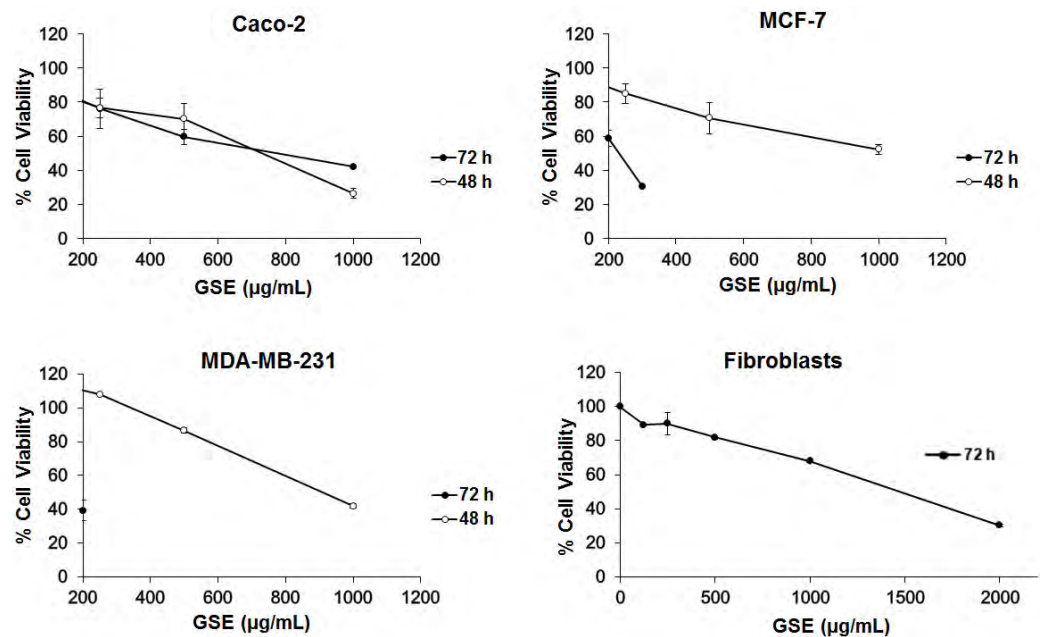 Caco-2
120
100
80
60
40
20
0
% Cell Viability
200 400 600 800 1000 1200
GSE (µg/mL)
72 h
48 h
MCF-7
120
100
80
60
40
20
0
% Cell Viability
200 400 600 800 1000 1200
GSE (µg/mL)
72 h
48 h
MDA-MB-231
120
100
80
60
40
20
0
% Cell Viability
200 400 600 800 1000 1200
GSE (µg/mL)
72 h
48 h
Fibroblasts
120
100
80
60
40
20
0
% Cell Viability
0 500 1000 1500 2000
GSE (µg/mL)
72 h